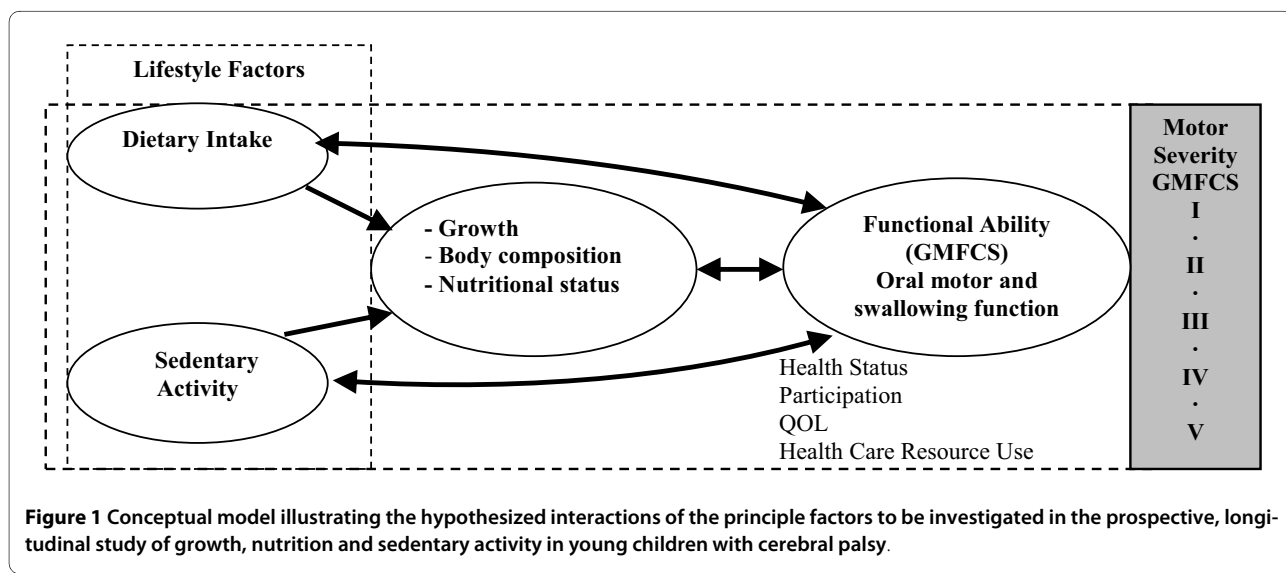 Lifestyle Factors
Dietary Intake
- Growth
- Body composition
- Nutritional status
Sedentary
Activity
Functional Ability
(GMFCS)
Oral motor and
swallowing function
Health Status
Participation
QOL
Health Care Resource Use
Motor
Severity
GMFCS
I
.
II
.
III
.
IV
.
V
Figure 1 Conceptual model illustrating the hypothesized interactions of the principle factors to be investigated in the prospective, longi-
tudinal study of growth, nutrition and sedentary activity in young children with cerebral palsy.